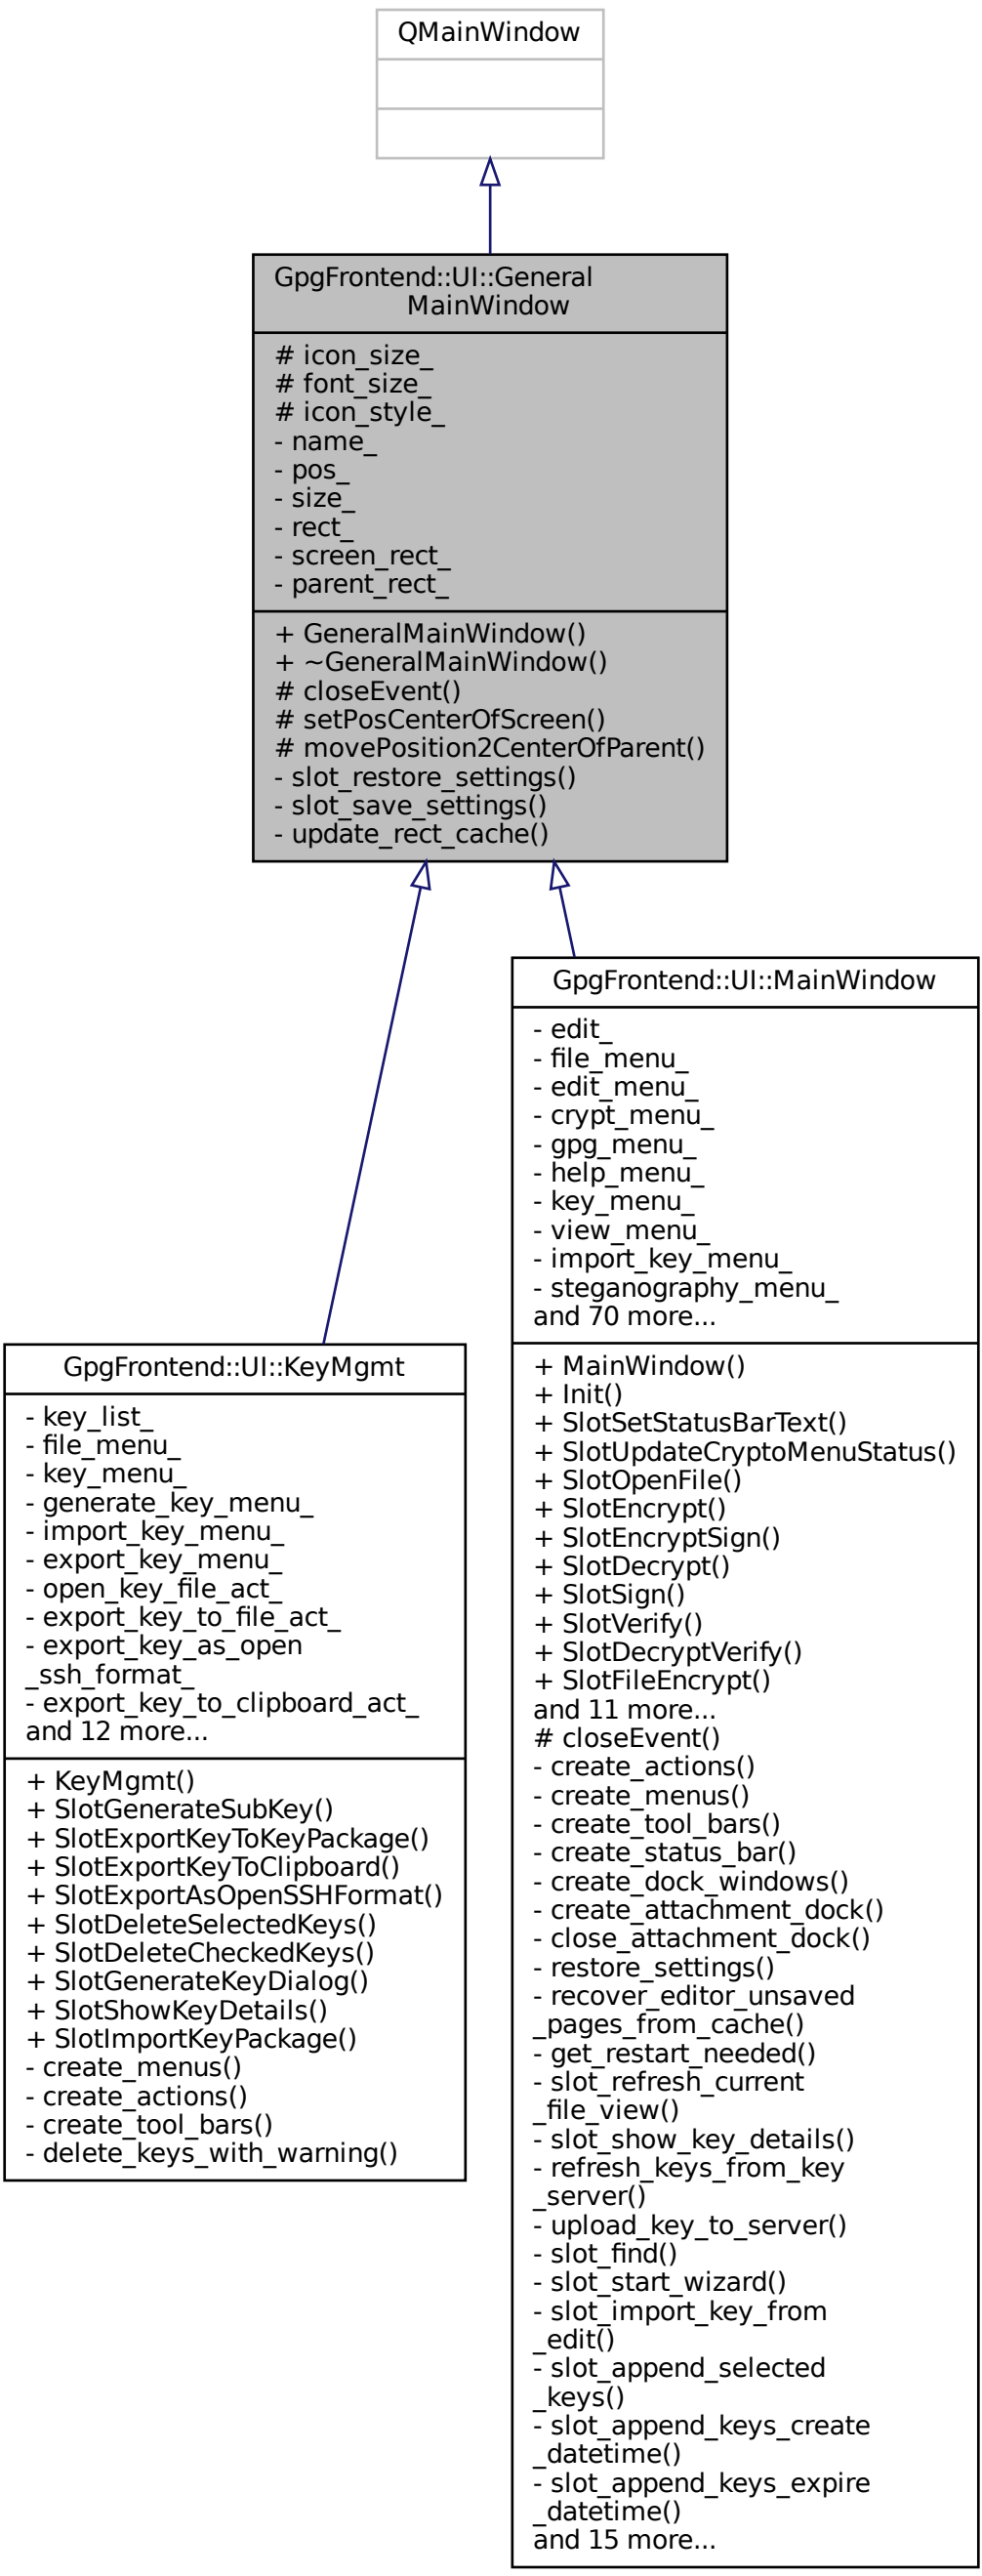 QMainWindow
GpgFrontend::UI::General
MainWindow
# icon_size_
# font_size_
# icon_style_
- name_
- pos_
- size_
- rect_
- screen_rect_
- parent_rect_
+ GeneralMainWindow()
+ ~GeneralMainWindow()
# closeEvent()
# setPosCenterOfScreen()
# movePosition2CenterOfParent()
- slot_restore_settings()
- slot_save_settings()
- update_rect_cache()
GpgFrontend::UI::KeyMgmt
- key_list_
- file_menu_
- key_menu_
- generate_key_menu_
- import_key_menu_
- export_key_menu_
- open_key_file_act_
- export_key_to_file_act_
- export_key_as_open
_ssh_format_
- export_key_to_clipboard_act_
and 12 more...
+ KeyMgmt()
+ SlotGenerateSubKey()
+ SlotExportKeyToKeyPackage()
+ SlotExportKeyToClipboard()
+ SlotExportAsOpenSSHFormat()
+ SlotDeleteSelectedKeys()
+ SlotDeleteCheckedKeys()
+ SlotGenerateKeyDialog()
+ SlotShowKeyDetails()
+ SlotImportKeyPackage()
- create_menus()
- create_actions()
- create_tool_bars()
- delete_keys_with_warning()
GpgFrontend::UI::MainWindow
- edit_
- file_menu_
- edit_menu_
- crypt_menu_
- gpg_menu_
- help_menu_
- key_menu_
- view_menu_
- import_key_menu_
- steganography_menu_
and 70 more...
+ MainWindow()
+ Init()
+ SlotSetStatusBarText()
+ SlotUpdateCryptoMenuStatus()
+ SlotOpenFile()
+ SlotEncrypt()
+ SlotEncryptSign()
+ SlotDecrypt()
+ SlotSign()
+ SlotVerify()
+ SlotDecryptVerify()
+ SlotFileEncrypt()
and 11 more...
# closeEvent()
- create_actions()
- create_menus()
- create_tool_bars()
- create_status_bar()
- create_dock_windows()
- create_attachment_dock()
- close_attachment_dock()
- restore_settings()
- recover_editor_unsaved
_pages_from_cache()
- get_restart_needed()
- slot_refresh_current
_file_view()
- slot_show_key_details()
- refresh_keys_from_key
_server()
- upload_key_to_server()
- slot_find()
- slot_start_wizard()
- slot_import_key_from
_edit()
- slot_append_selected
_keys()
- slot_append_keys_create
_datetime()
- slot_append_keys_expire
_datetime()
and 15 more...